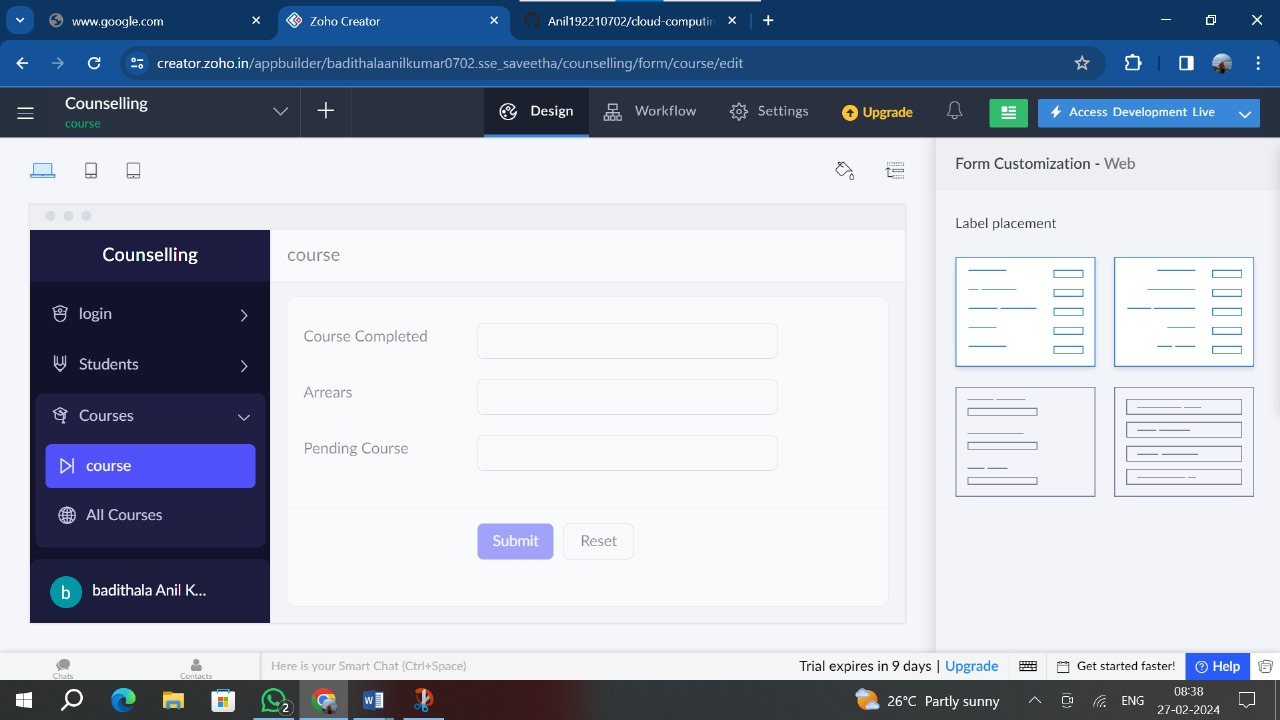 www.google.com
Zoho Creator
Anil192210702/cloud-computin
creator.zoho.in/appbuilder/badithalaanilkumar0702.sse_saveetha/counselling/form/course/edit
Counselling
course
Design
Workflow
Settings
Upgrade
Access Development Live
Form Customization - Web
Label placement
Counselling
login
Students
Courses
course
All Courses
badithala Anil K...
b
course
Course Completed
Arrears
Pending Course
Submit
Reset
Chats
Contacts
Here is your Smart Chat (Ctrl+Space)
Trial expires in 9 days | Upgrade
Get started faster!
Help
2
W
26°C Partly sunny
ENG
08:38
27-02-2024